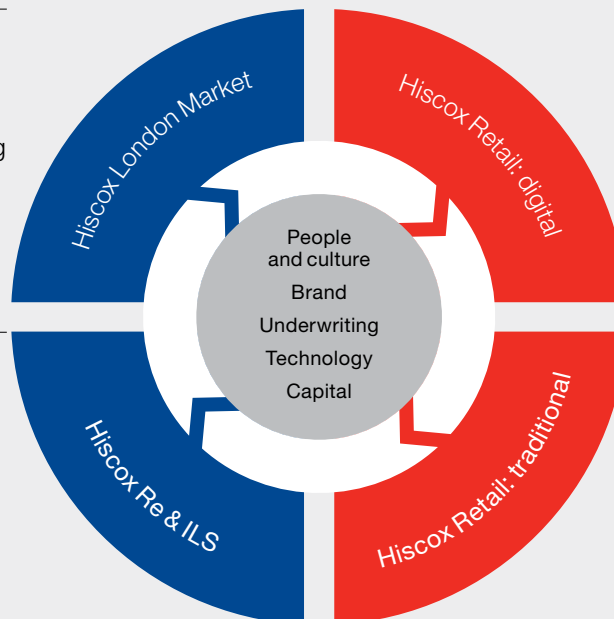 Hiscox London Market
Hiscox Retail: digital
g
People
and culture
Brand
Underwriting
Technology
Capital
Hiscox Re & ILS
Hiscox Retail: traditional